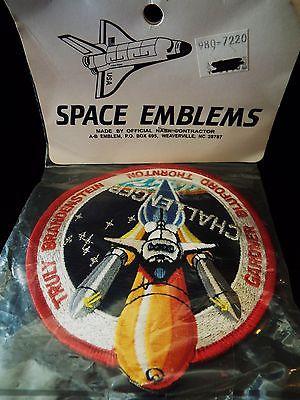 980-7220
USA
SPACE EMBLEMS
MADE BY OFFICIAL NASA CONTRACTOR
A-B EMBLEM, P.O. BOX 695, WEAVERVILLE, NC 28787
CHALLENGER
TRULY BRANDENSTEIN
GARDNER BLUFORD THORNTON